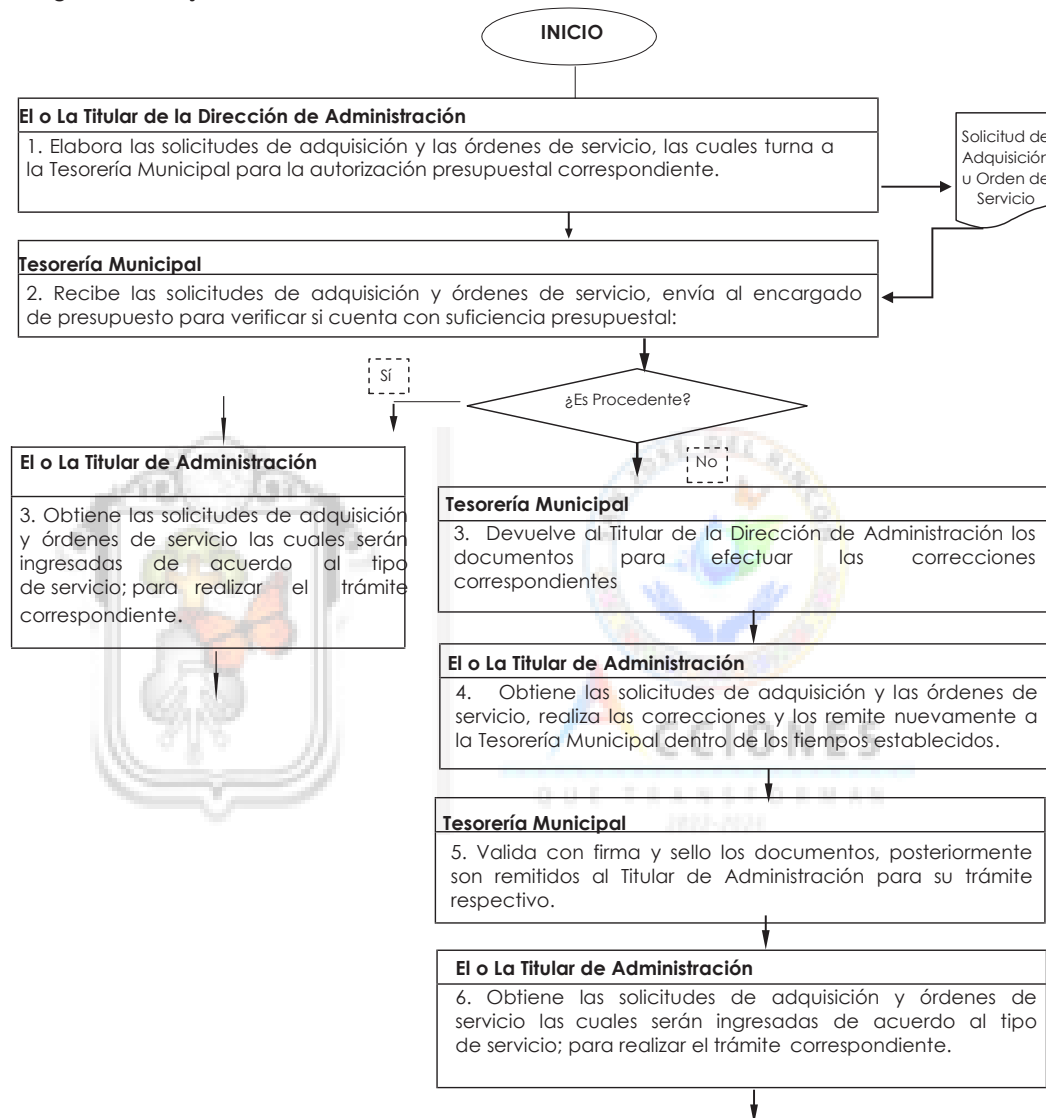 INICIO
El o La Titular de la Dirección de Administración
1. Elabora las solicitudes de adquisición y las órdenes de servicio, las cuales turna a
la Tesorería Municipal para la autorización presupuestal correspondiente.
Solicitud de
Adquisición
u Orden de
Servicio
Tesorería Municipal
2. Recibe las solicitudes de adquisición y órdenes de servicio, envía al encargado
de presupuesto para verificar si cuenta con suficiencia presupuestal:
Sí
¿Es Procedente?
No
El o La Titular de Administración
3. Obtiene las solicitudes de adquisición
y órdenes de servicio las cuales serán
ingresadas de acuerdo al tipo
de servicio; para realizar el trámite
correspondiente.
Tesorería Municipal
3. Devuelve al Titular de la Dirección de Administración los
documentos para efectuar las correcciones
correspondientes
El o La Titular de Administración
4. Obtiene las solicitudes de adquisición y las órdenes de
servicio, realiza las correcciones y los remite nuevamente a
la Tesorería Municipal dentro de los tiempos establecidos.
ACCIONES
QUE TRANSFORMAN
Tesorería Municipal
5. Valida con firma y sello los documentos, posteriormente
son remitidos al Titular de Administración para su trámite
respectivo.
El o La Titular de Administración
6. Obtiene las solicitudes de adquisición y órdenes de
servicio las cuales serán ingresadas de acuerdo al tipo
de servicio; para realizar el trámite correspondiente.